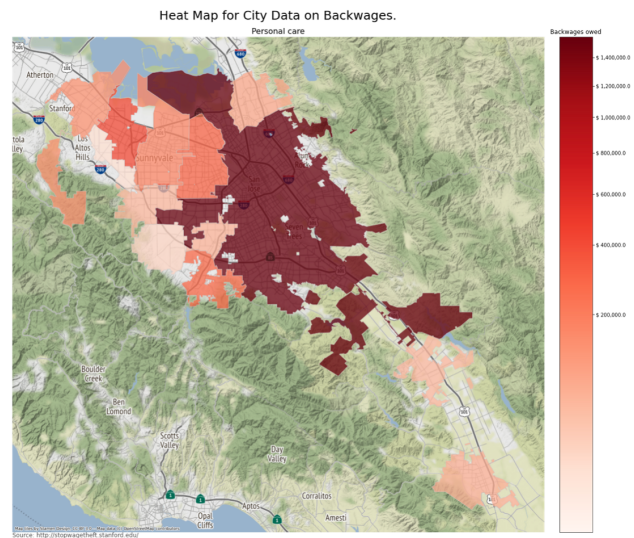 Heat Map for City Data on Backwages.
Personal care
Backwages owed
Atherton
Stanfor
Los
Altos
Hills
Sunnyvale
Boulder
Creek
Ben
Lomond
Scotts
Valley
Day
Valley
Corralitos
Aptos
Opal
Cliffs
Amesti
$ 1,400,000.0
$ 1,200,000.0
$ 1,000,000.0
$ 800,000.0
$ 600,000.0
$ 400,000.0
$ 200,000.0
Source: http://stopwagetheft.stanford.edu/